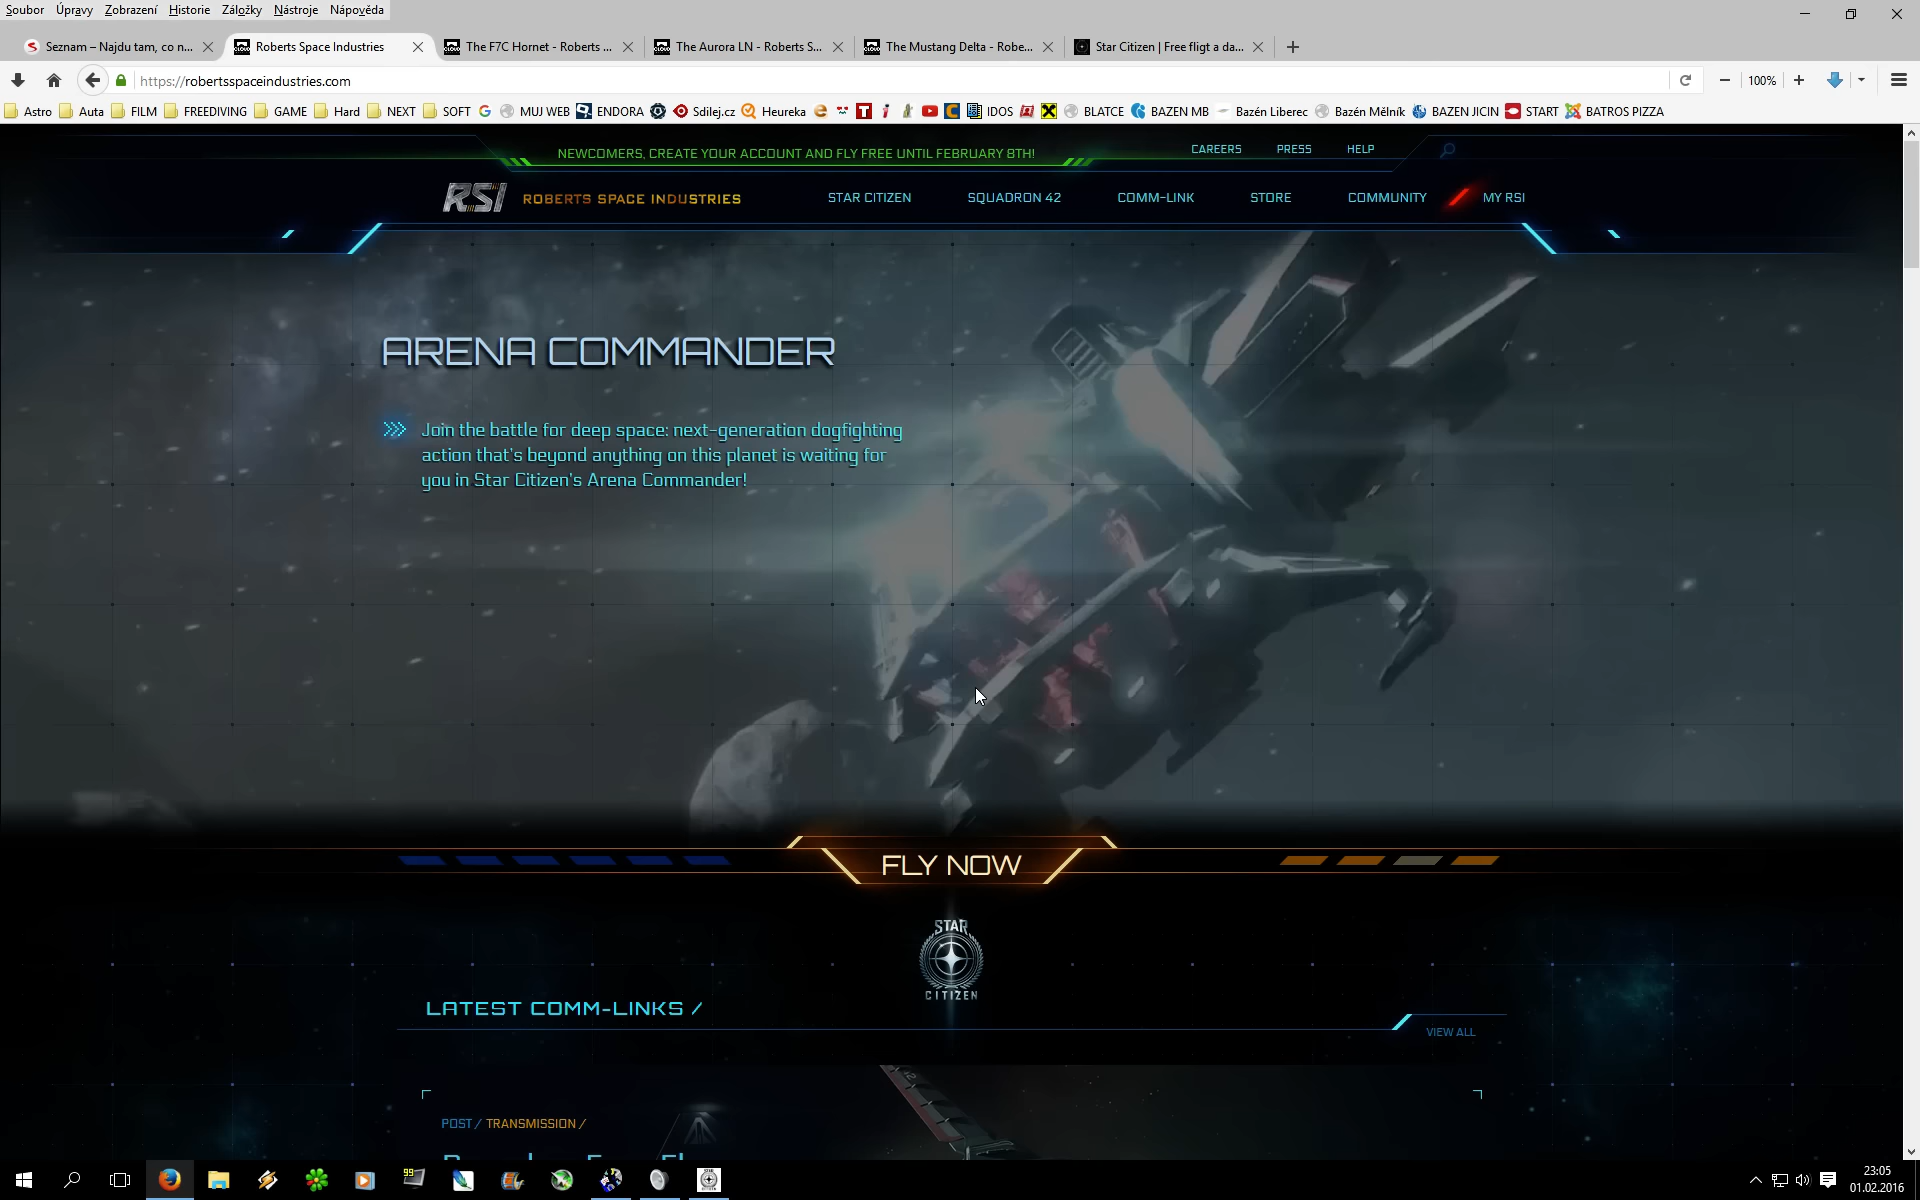 Soubor Úpravy Zobrazení Historie Záložky Nástroje Nápověda
Seznam – Najdu tam, co n... Roberts Space Industries The F7C Hornet - Roberts ... The Aurora LN - Roberts S... The Mustang Delta - Robe... Star Citizen | Free fligt a da...
https://robertsspaceindustries.com 100%
Astro Auta FILM FREEDIVING GAME Hard NEXT SOFT MUJ WEB ENDORA Sdilej.cz Heureka IDOS BLATCE BAZEN MB Bazén Liberec Bazén Mělník BAZEN JICIN START BATROS PIZZA
NEWCOMERS, CREATE YOUR ACCOUNT AND FLY FREE UNTIL FEBRUARY 8TH!
CAREERS PRESS HELP
RSI ROBERTS SPACE INDUSTRIES STAR CITIZEN SQUADRON 42 COMM-LINK STORE COMMUNITY MY RSI
ARENA COMMANDER
Join the battle for deep space: next-generation dogfighting
action that's beyond anything on this planet is waiting for
you in Star Citizen's Arena Commander!
FLY NOW
STAR
CITIZEN
LATEST COMM-LINKS /
VIEW ALL
POST / TRANSMISSION /
23:05
01.02.2016